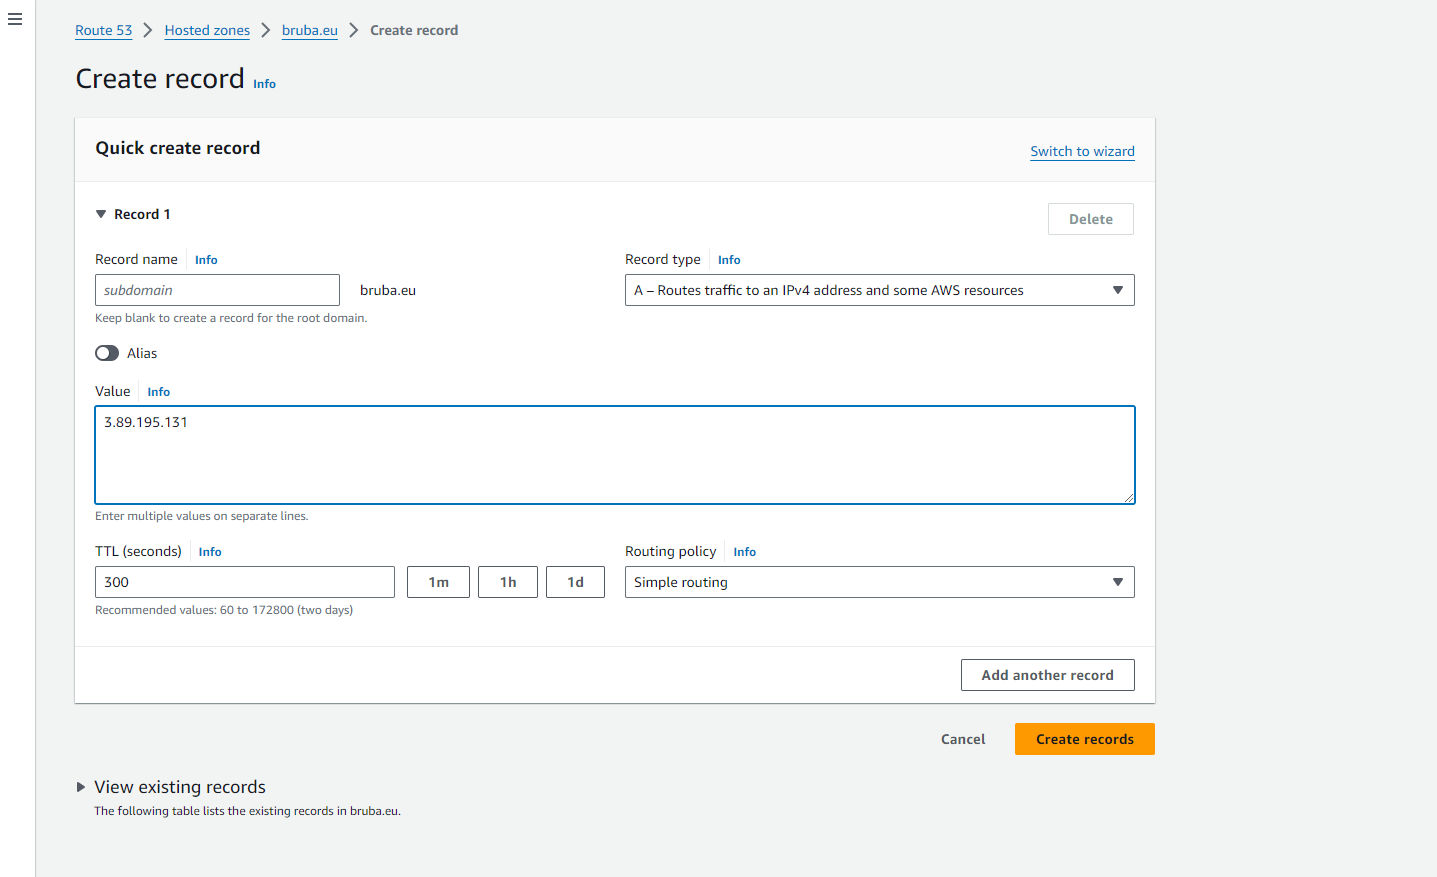 Route 53 > Hosted zones > bruba.eu > Create record
Create record Info
Quick create record
Switch to wizard
Record 1
Delete
Record name Info
Record type Info
subdomain
bruba.eu
A – Routes traffic to an IPv4 address and some AWS resources
Keep blank to create a record for the root domain.
Alias
Value Info
3.89.195.131
Enter multiple values on separate lines.
TTL (seconds) Info
Routing policy Info
300
1m
1h
1d
Simple routing
Recommended values: 60 to 172800 (two days)
Add another record
Cancel
Create records
View existing records
The following table lists the existing records in bruba.eu.